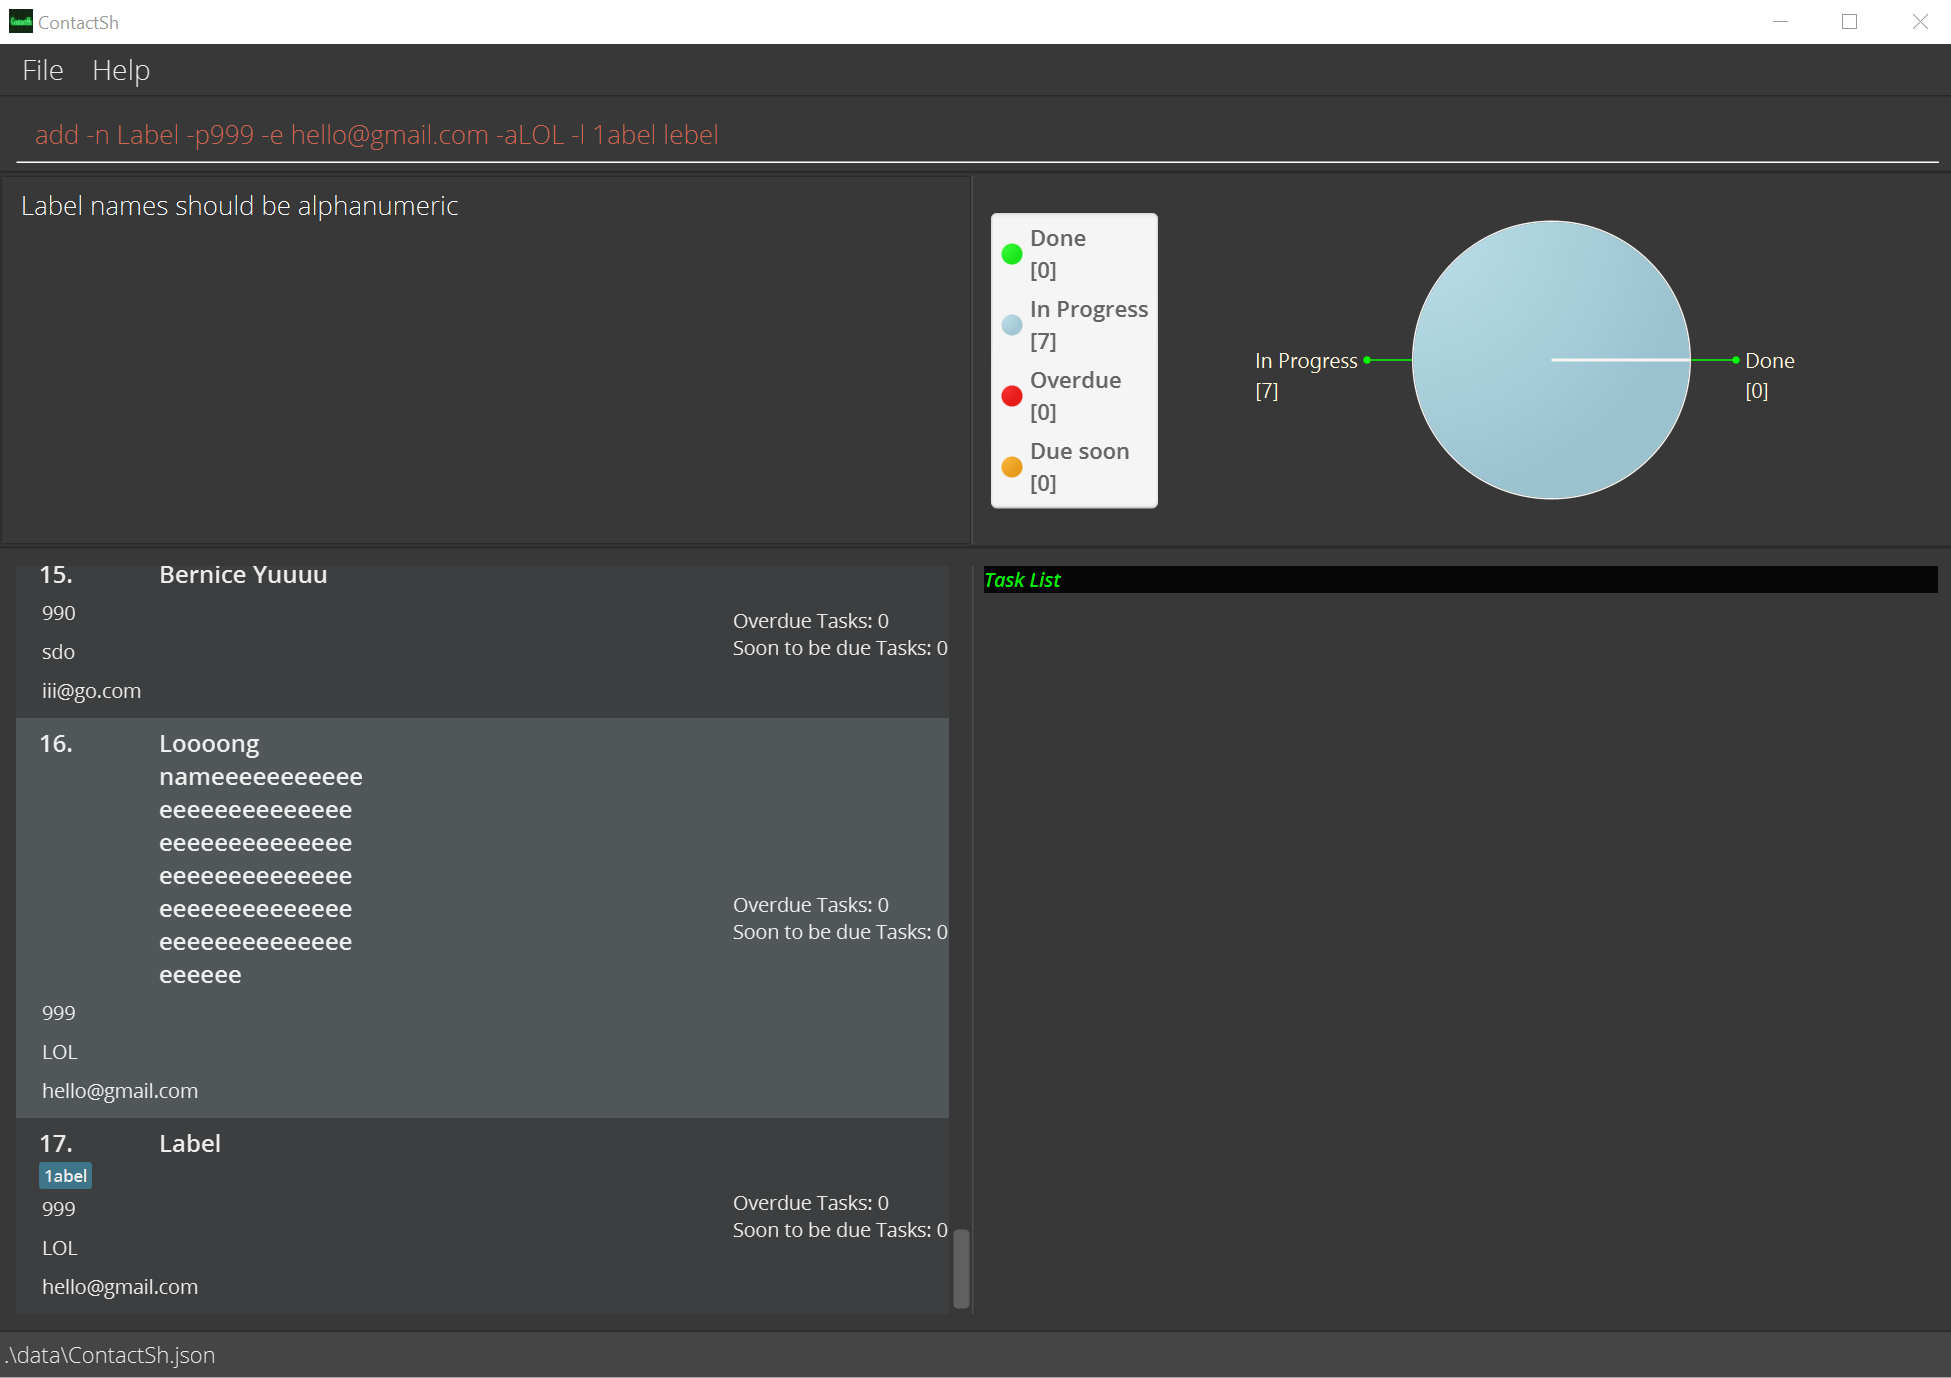 ContactSh
File Help
add -n Label -p999 -e hello@gmail.com -aLOL -l 1abel lebel
Label names should be alphanumeric
Done
[0]
In Progress
[7]
Overdue
[0]
Due soon
[0]
In Progress
[7]
Done
[0]
15. Bernice Yuuuu
990
sdo
iii@go.com
Overdue Tasks: 0
Soon to be due Tasks: 0
16. Loooong
nameeeeeeeeeee
eeeeeeeeeeeeee
eeeeeeeeeeeeee
eeeeeeeeeeeeee
eeeeeeeeeeeeee
eeeeeeeeeeeeee
eeeeee
999
LOL
hello@gmail.com
Overdue Tasks: 0
Soon to be due Tasks: 0
17. Label
1abel
999
LOL
hello@gmail.com
Overdue Tasks: 0
Soon to be due Tasks: 0
Task List
.\data\ContactSh.json